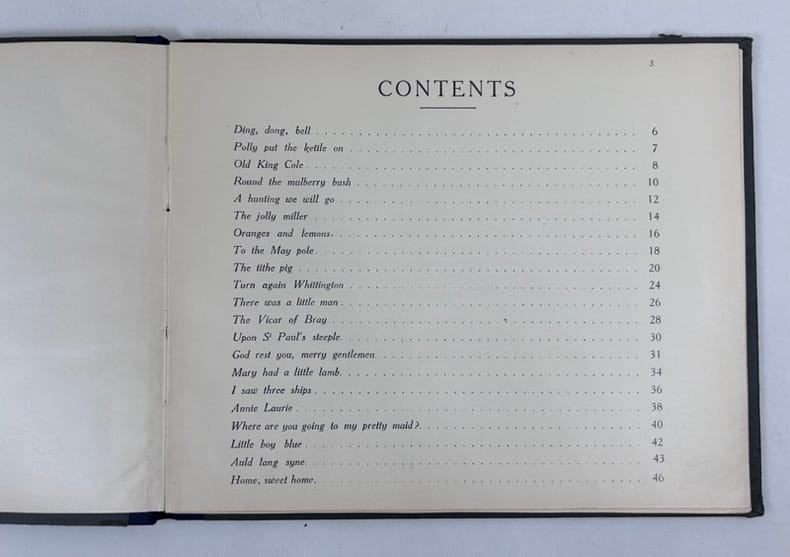 3
CONTENTS
Ding, dong, bell . . . . . . . . . . . . . . . . . . . . 6
Polly put the kettle on . . . . . . . . . . . . . . . . . . . . 7
Old King Cole . . . . . . . . . . . . . . . . . . . . 8
Round the mulberry bush . . . . . . . . . . . . . . . . . . . . 10
A hunting we will go . . . . . . . . . . . . . . . . . . . . 12
The jolly miller . . . . . . . . . . . . . . . . . . . . 14
Oranges and lemons . . . . . . . . . . . . . . . . . . . . 16
To the May pole . . . . . . . . . . . . . . . . . . . . 18
The tithe pig . . . . . . . . . . . . . . . . . . . . 20
Turn again Whittington . . . . . . . . . . . . . . . . . . . . 24
There was a little man . . . . . . . . . . . . . . . . . . . . 26
The Vicar of Bray . . . . . . . . . . . . . . . . . . . . 28
Upon St Paul's steeple . . . . . . . . . . . . . . . . . . . . 30
God rest you, merry gentlemen . . . . . . . . . . . . . . . . . . . . 31
Mary had a little lamb . . . . . . . . . . . . . . . . . . . . 34
I saw three ships . . . . . . . . . . . . . . . . . . . . 36
Annie Laurie . . . . . . . . . . . . . . . . . . . . 38
Where are you going to my pretty maid? . . . . . . . . . . . . . . . . . . . . 40
Little boy blue . . . . . . . . . . . . . . . . . . . . 42
Auld lang syne . . . . . . . . . . . . . . . . . . . . 43
Home, sweet home . . . . . . . . . . . . . . . . . . . . 46